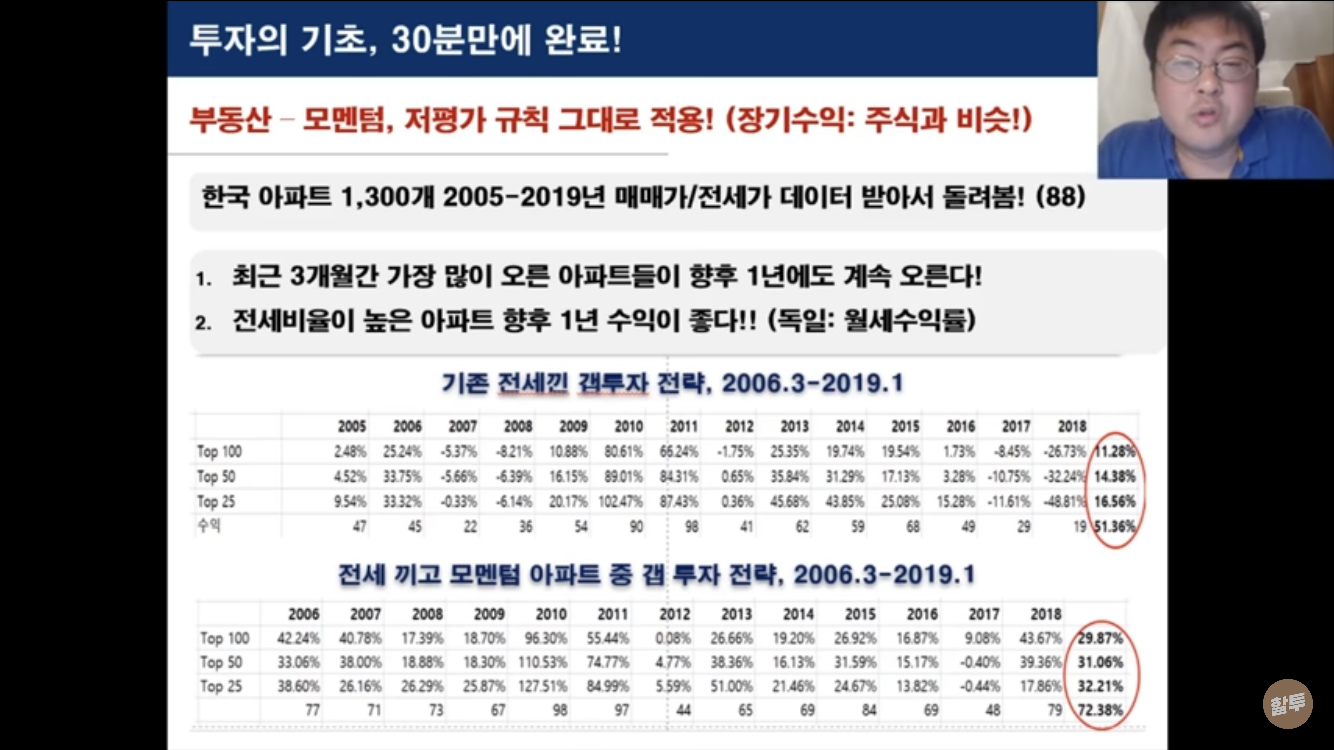 투자의 기초, 30분만에 완료!
부동산 – 모멘텀, 저평가 규칙 그대로 적용! (장기수익: 주식과 비슷!)
한국 아파트 1,300개 2005-2019년 매매가/전세가 데이터 받아서 돌려봄! (88)
1. 최근 3개월간 가장 많이 오른 아파트들이 향후 1년에도 계속 오른다!
2. 전세비율이 높은 아파트 향후 1년 수익이 좋다!! (독일: 월세수익률)
기존 전세낀 갭투자 전략, 2006.3-2019.1
2005 2006 2007 2008 2009 2010 2011 2012 2013 2014 2015 2016 2017 2018
Top 100 2.48% 25.24% -5.37% -8.21% 10.88% 80.61% 66.24% -1.75% 25.35% 19.74% 19.54% 1.73% -8.45% -26.73% 11.28%
Top 50 4.52% 33.75% -5.66% -6.39% 16.15% 89.01% 84.31% 0.65% 35.84% 31.29% 17.13% 3.28% -10.75% -32.24% 14.38%
Top 25 9.54% 33.32% -0.33% -6.14% 20.17% 102.47% 87.43% 0.36% 45.68% 43.85% 25.08% 15.28% -11.61% -48.81% 16.56%
수익 47 45 22 36 54 90 98 41 62 59 68 49 29 19 51.36%
전세 끼고 모멘텀 아파트 중 갭 투자 전략, 2006.3-2019.1
2006 2007 2008 2009 2010 2011 2012 2013 2014 2015 2016 2017 2018
Top 100 42.24% 40.78% 17.39% 18.70% 96.30% 55.44% 0.08% 26.66% 19.20% 26.92% 16.87% 9.08% 43.67% 29.87%
Top 50 33.06% 38.00% 18.88% 18.30% 110.53% 74.77% 4.77% 38.36% 16.13% 31.59% 15.17% -0.40% 39.36% 31.06%
Top 25 38.60% 26.16% 26.29% 25.87% 127.51% 84.99% 5.59% 51.00% 21.46% 24.67% 13.82% -0.44% 17.86% 32.21%
77 71 73 67 98 97 44 65 69 84 69 48 79 72.38%
함투